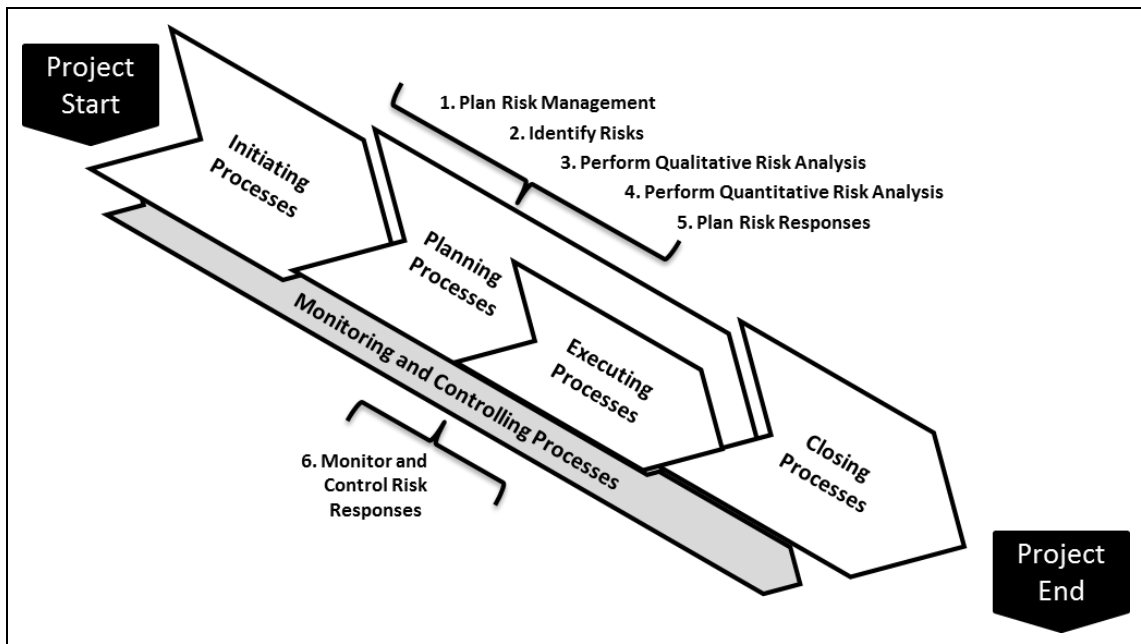 Project
Start
1. Plan Risk Management
2. Identify Risks
3. Perform Qualitative Risk Analysis
4. Perform Quantitative Risk Analysis
5. Plan Risk Responses
Initiating
Processes
Planning
Processes
Executing
Processes
Monitoring and Controlling Processes
Closing
Processes
6. Monitor and
Control Risk
Responses
Project
End